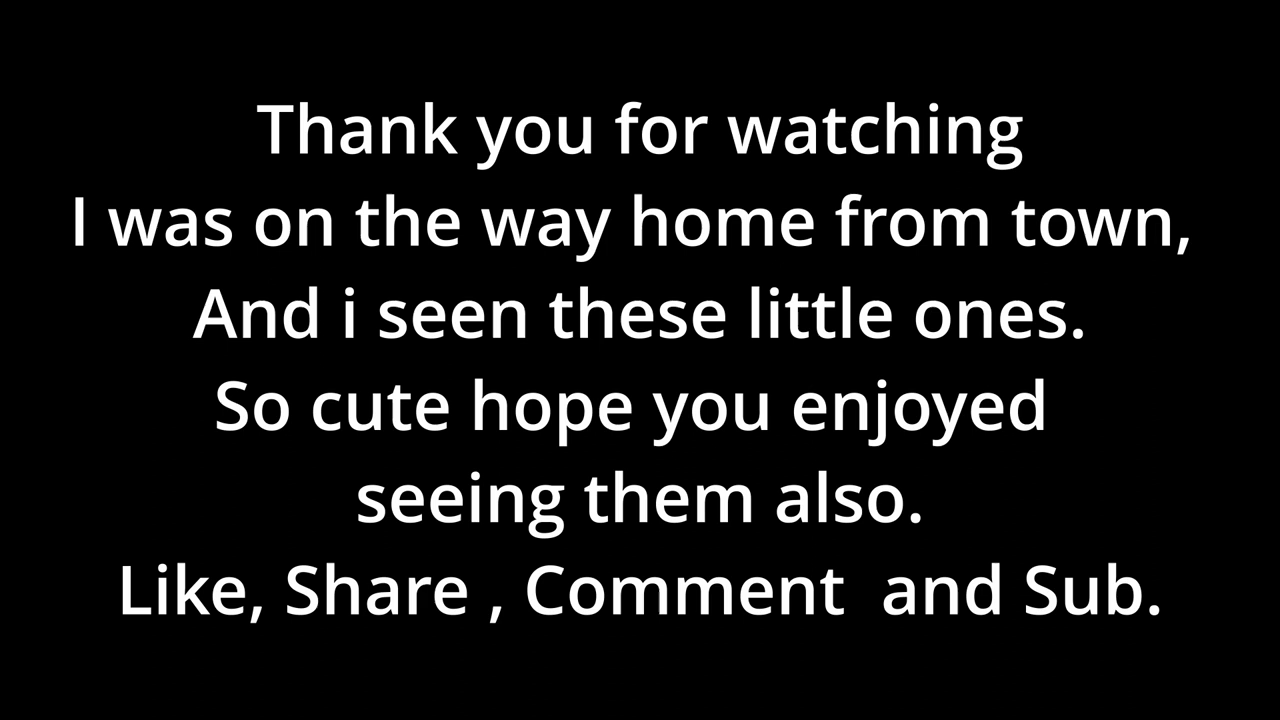 Thank you for watching
I was on the way home from town,
And i seen these little ones.
So cute hope you enjoyed
seeing them also.
Like, Share , Comment  and Sub.